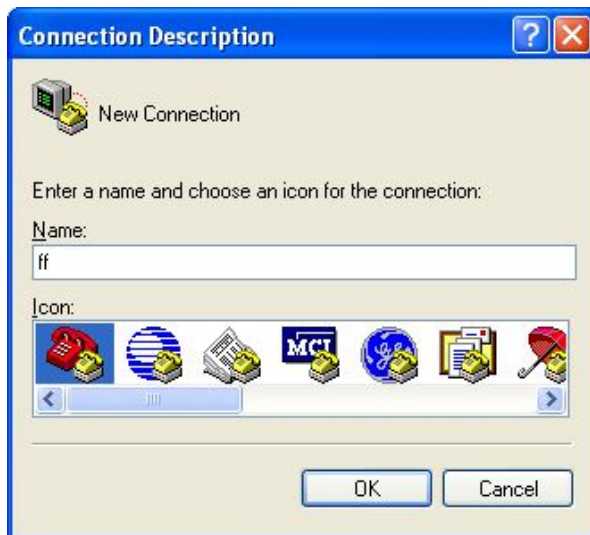 Connection Description
New Connection
Enter a name and choose an icon for the connection:
Name:
ff
Icon:
MCI
OK
Cancel